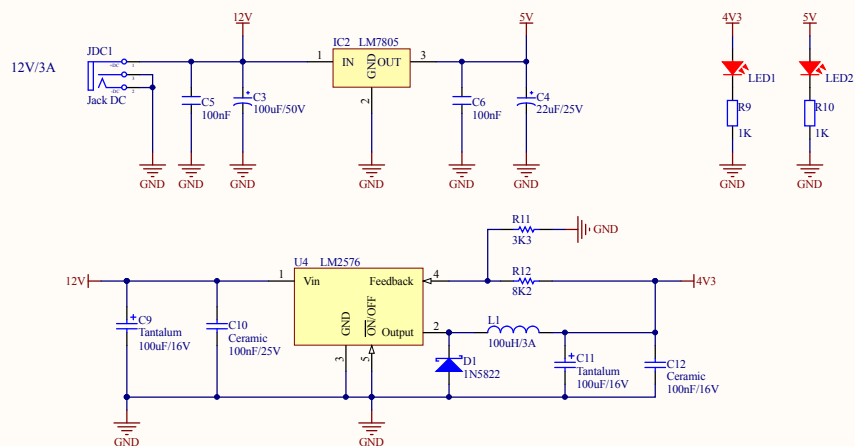 12V
5V
4V3
5V
JDC1
IC2 LM7805
12V/3A
1
IN
GND
OUT
3
2
Jack DC
C5
100nF
C3
100uF/50V
C6
100nF
C4
22uF/25V
LED1
LED2
R9
1K
R10
1K
GND
GND
GND
GND
GND
GND
GND
GND
R11
3K3
GND
U4 LM2576
12V
1
Vin
Feedback
4
R12
8K2
4V3
GND
ON/OFF
Output
2
L1
100uH/3A
3
5
C9
Tantalum
100uF/16V
C10
Ceramic
100nF/25V
D1
1N5822
C11
Tantalum
100uF/16V
C12
Ceramic
100nF/16V
GND
GND